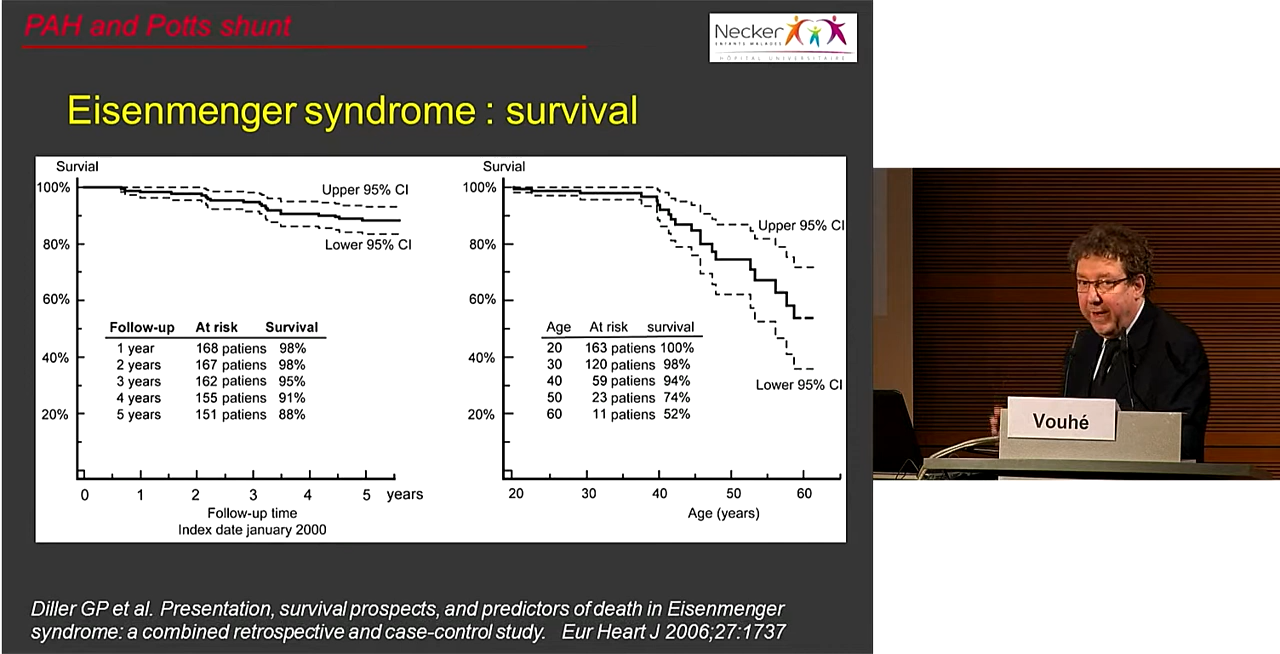 PAH and Potts shunt
Necker
ENFANTS MALADES
HÔPITAL UNIVERSITAIRE
Eisenmenger syndrome : survival
Survial
100%
80%
60%
40%
20%
Upper 95% CI
Lower 95% CI
Follow-up At risk Survival
1 year 168 patiens 98%
2 years 167 patiens 98%
3 years 162 patiens 95%
4 years 155 patiens 91%
5 years 151 patiens 88%
0 1 2 3 4 5 years
Follow-up time
Index date january 2000
Survial
100%
80%
60%
40%
20%
Upper 95% CI
Lower 95% CI
Age At risk survival
20 163 patiens 100%
30 120 patiens 98%
40 59 patiens 94%
50 23 patiens 74%
60 11 patiens 52%
20 30 40 50 60
Age (years)
Diller GP et al. Presentation, survival prospects, and predictors of death in Eisenmenger
syndrome: a combined retrospective and case-control study. Eur Heart J 2006;27:1737
Vouhé